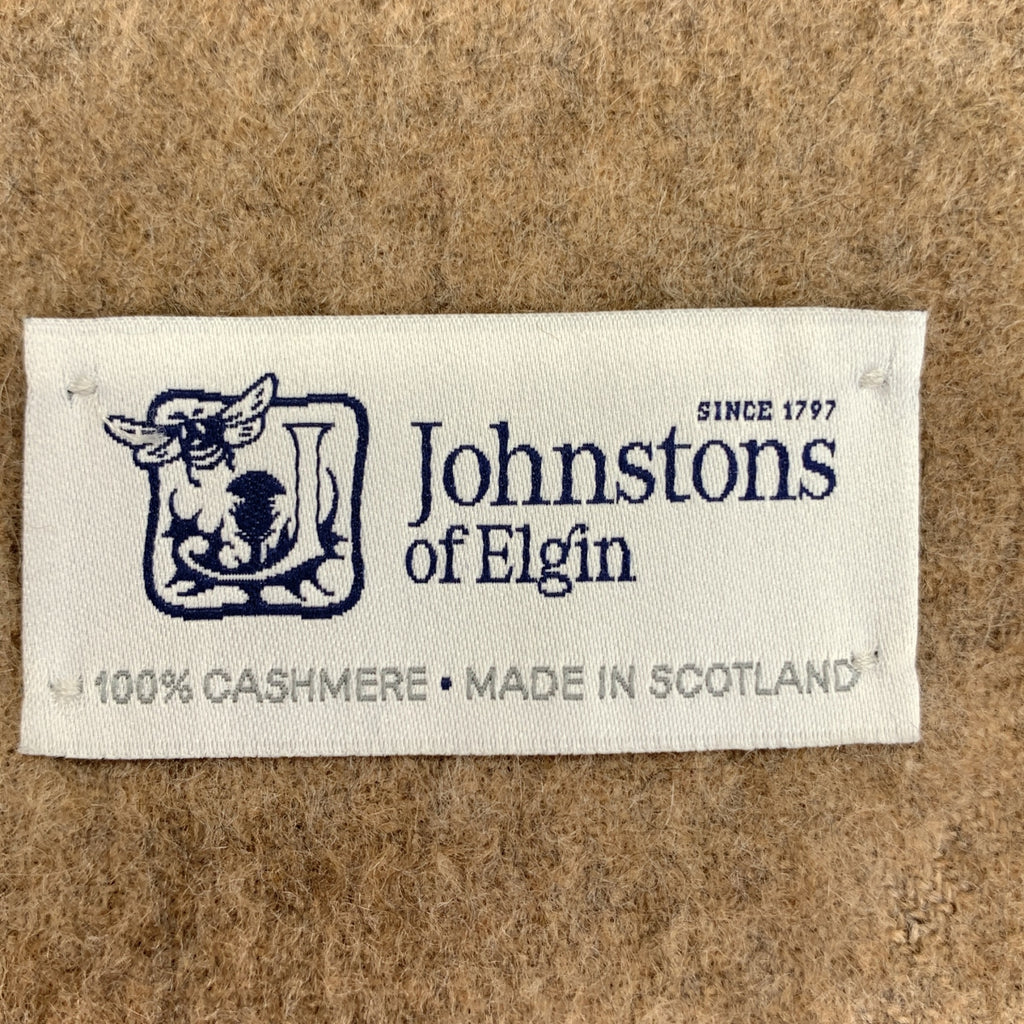 SINCE 1797
Johnstons
of Elgin
100% CASHMERE • MADE IN SCOTLAND